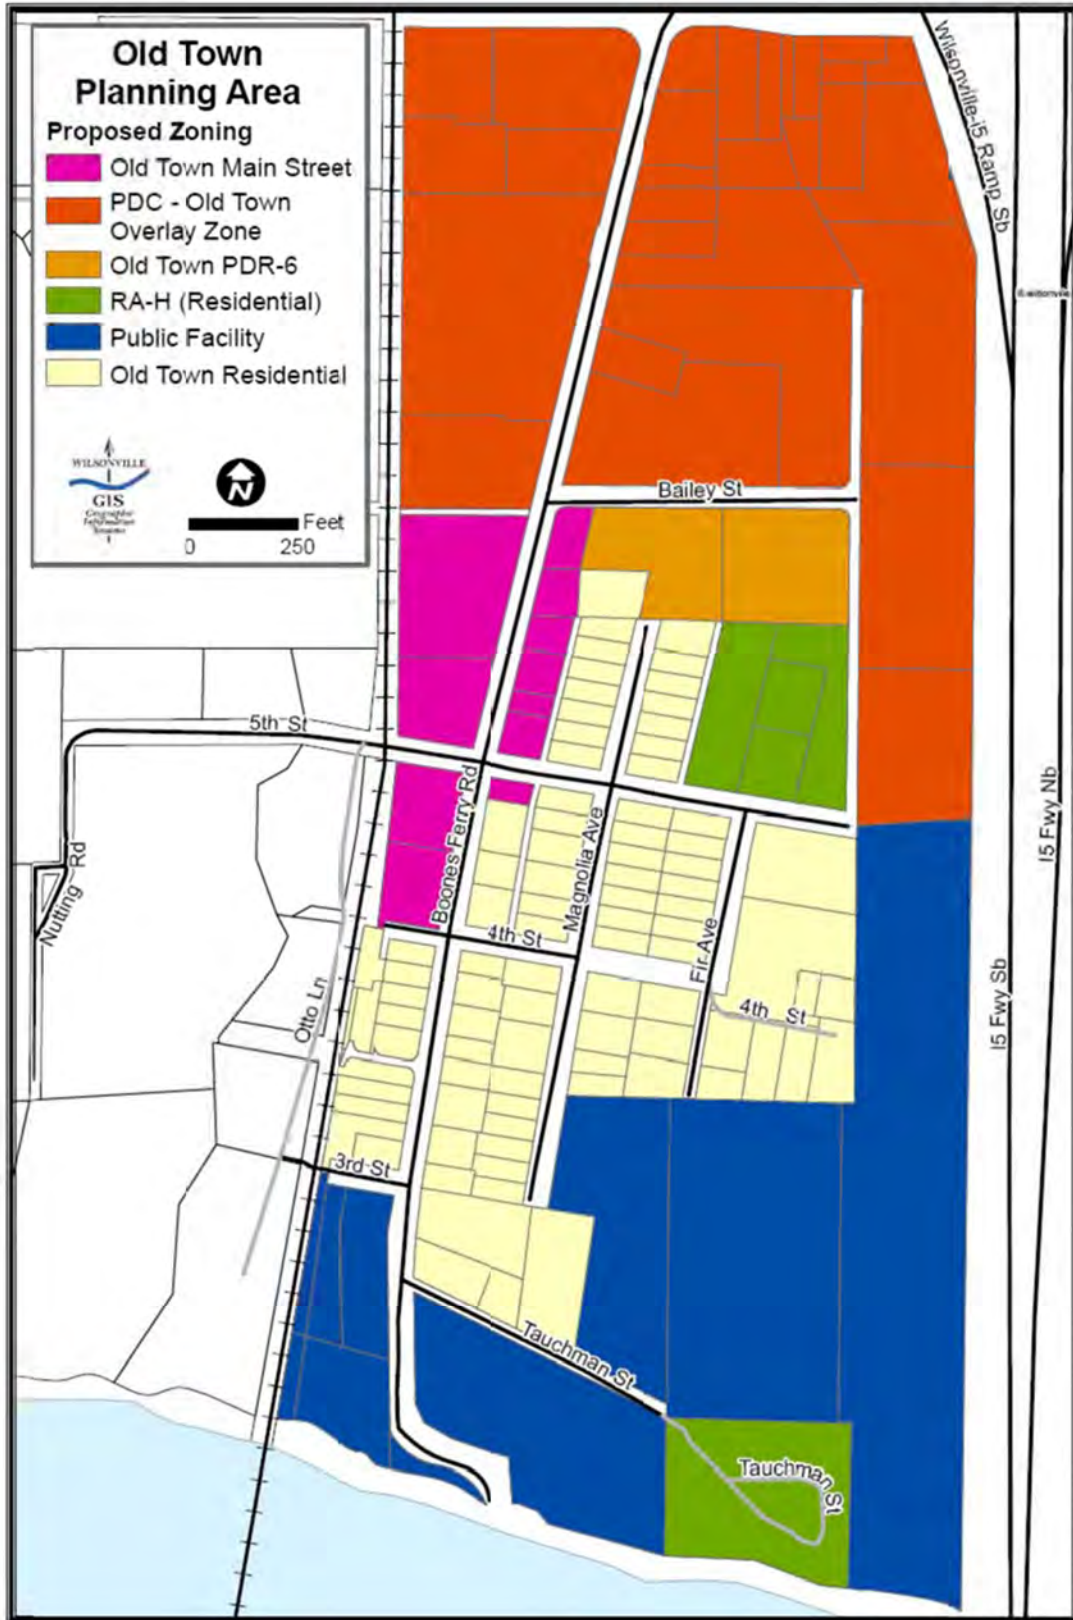 Old Town
Planning Area
Proposed Zoning
Old Town Main Street
PDC - Old Town
Overlay Zone
Old Town PDR-6
RA-H (Residential)
Public Facility
Old Town Residential
WILSONVILLE
GIS
Geographic
Information
N
Feet
0 250
Wilsonville-i5 Ramp Sb
Bailey St
5th St
Boones Ferry Rd
Magnolia Ave
Nutting Rd
4th St
Fir Ave
4th St
Otto Ln
I5 Fwy Nb
I5 Fwy Sb
3rd St
Tauchman St
Tauchman St